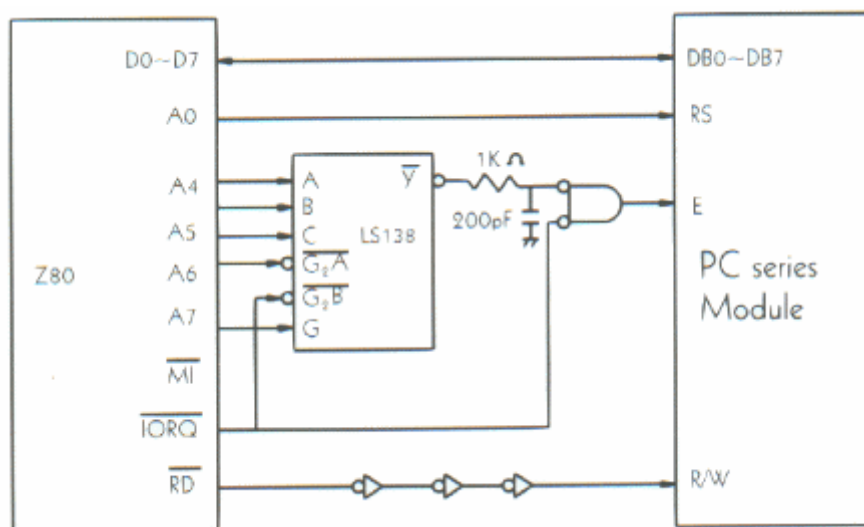 D0~D7
DB0~DB7
A0
RS
1K Ω
A4
A
Y
B
200pF
E
A5
C
LS138
A6
G₂A
Z80
PC series
Module
G₂B
A7
G
MI
IORQ
RD
R/W